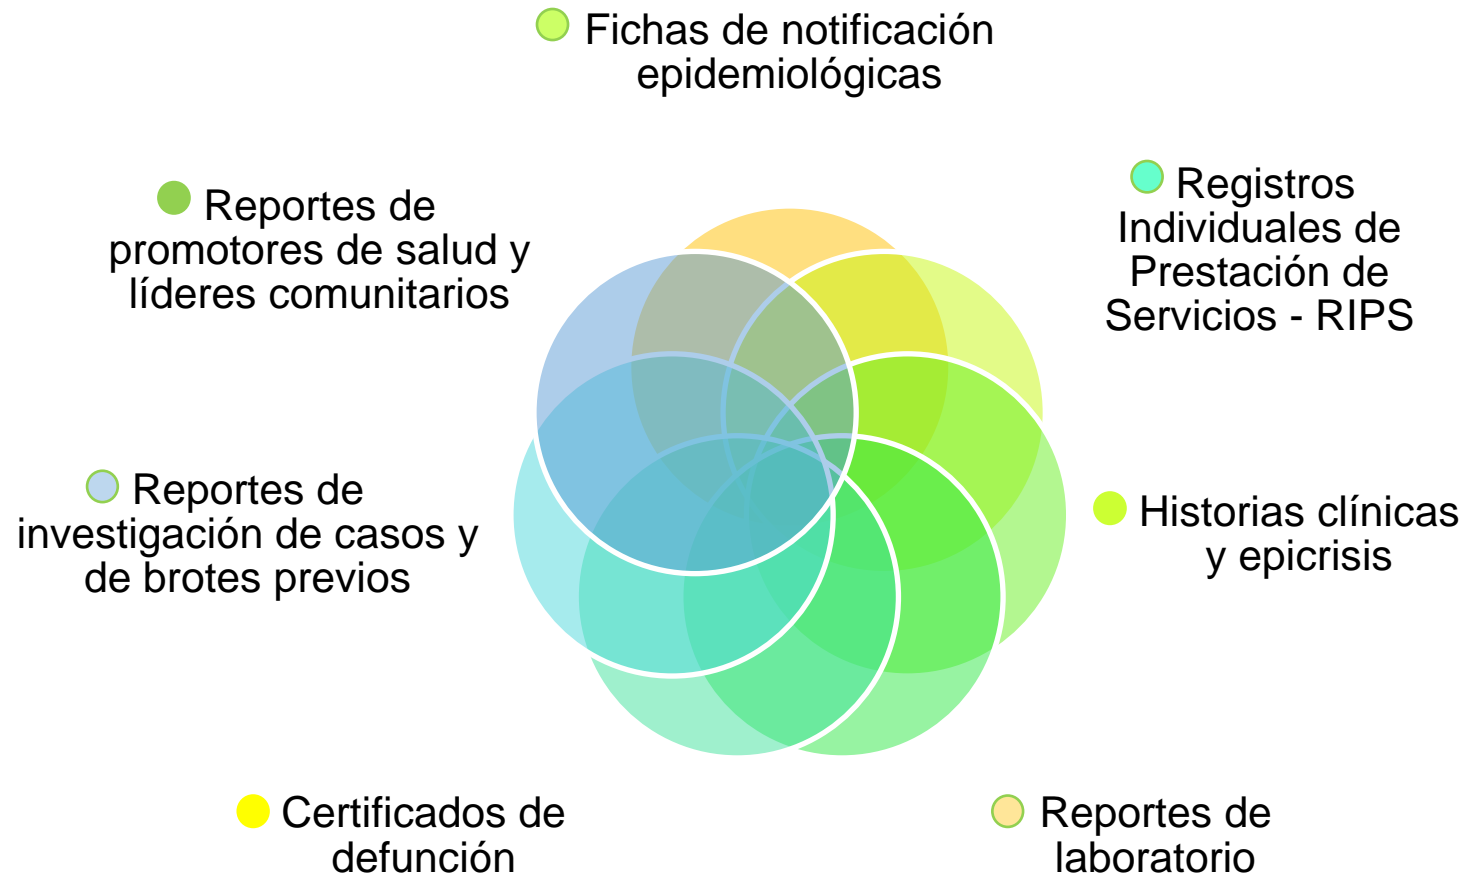 Fichas de notificación
epidemiológicas
Registros
Individuales de
Prestación de
Servicios - RIPS
Historias clínicas
y epicrisis
Reportes de
laboratorio
Certificados de
defunción
Reportes de
investigación de casos y
de brotes previos
Reportes de
promotores de salud y
líderes comunitarios